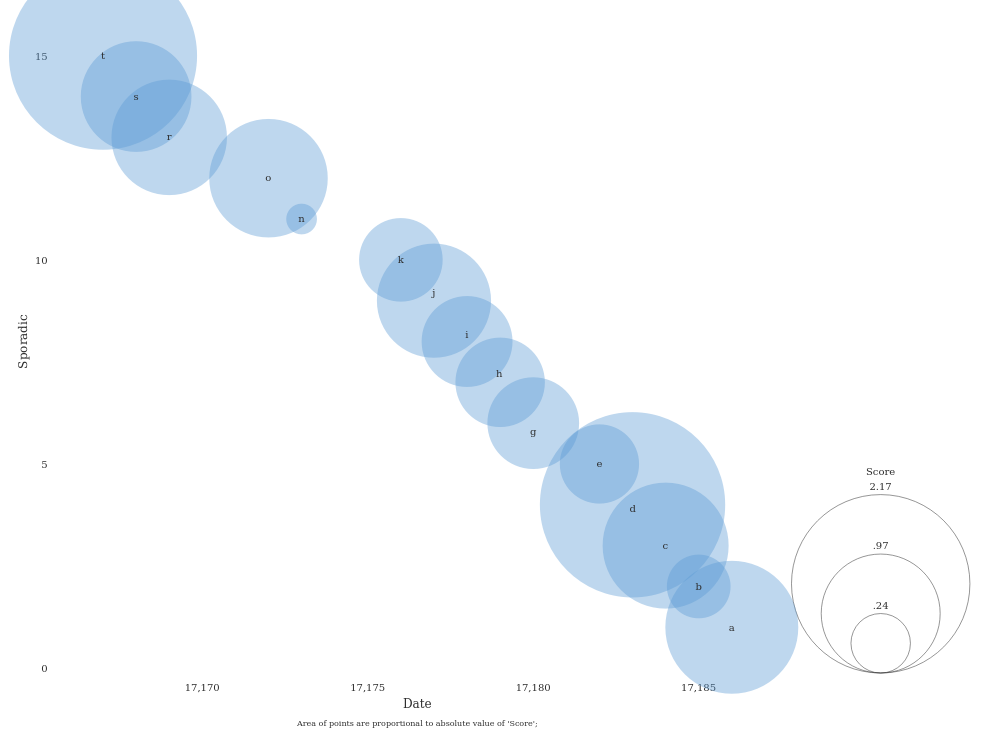 t
15
s
r
o
n
k
10
j
i
Sporadic
h
g
e
5
Score
2.17
d
c
.97
b
.24
a
0
17,170
17,175
17,180
17,185
Date
Area of points are proportional to absolute value of 'Score';